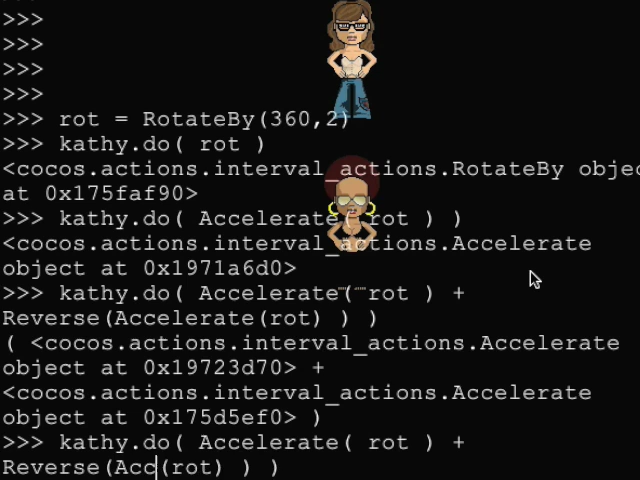 >>>
>>>
>>>
>>>
>>> rot = RotateBy(360,2)
>>> kathy.do( rot )
<cocos.actions.interval_actions.RotateBy objec
at 0x175faf90>
>>> kathy.do( Accelerate( rot ) )
<cocos.actions.interval_actions.Accelerate
object at 0x1971a6d0>
>>> kathy.do( Accelerate( rot ) +
Reverse(Accelerate(rot) ) )
( <cocos.actions.interval_actions.Accelerate
object at 0x19723d70> +
<cocos.actions.interval_actions.Accelerate
object at 0x175d5ef0> )
>>> kathy.do( Accelerate( rot ) +
Reverse(Acc(rot) ) )